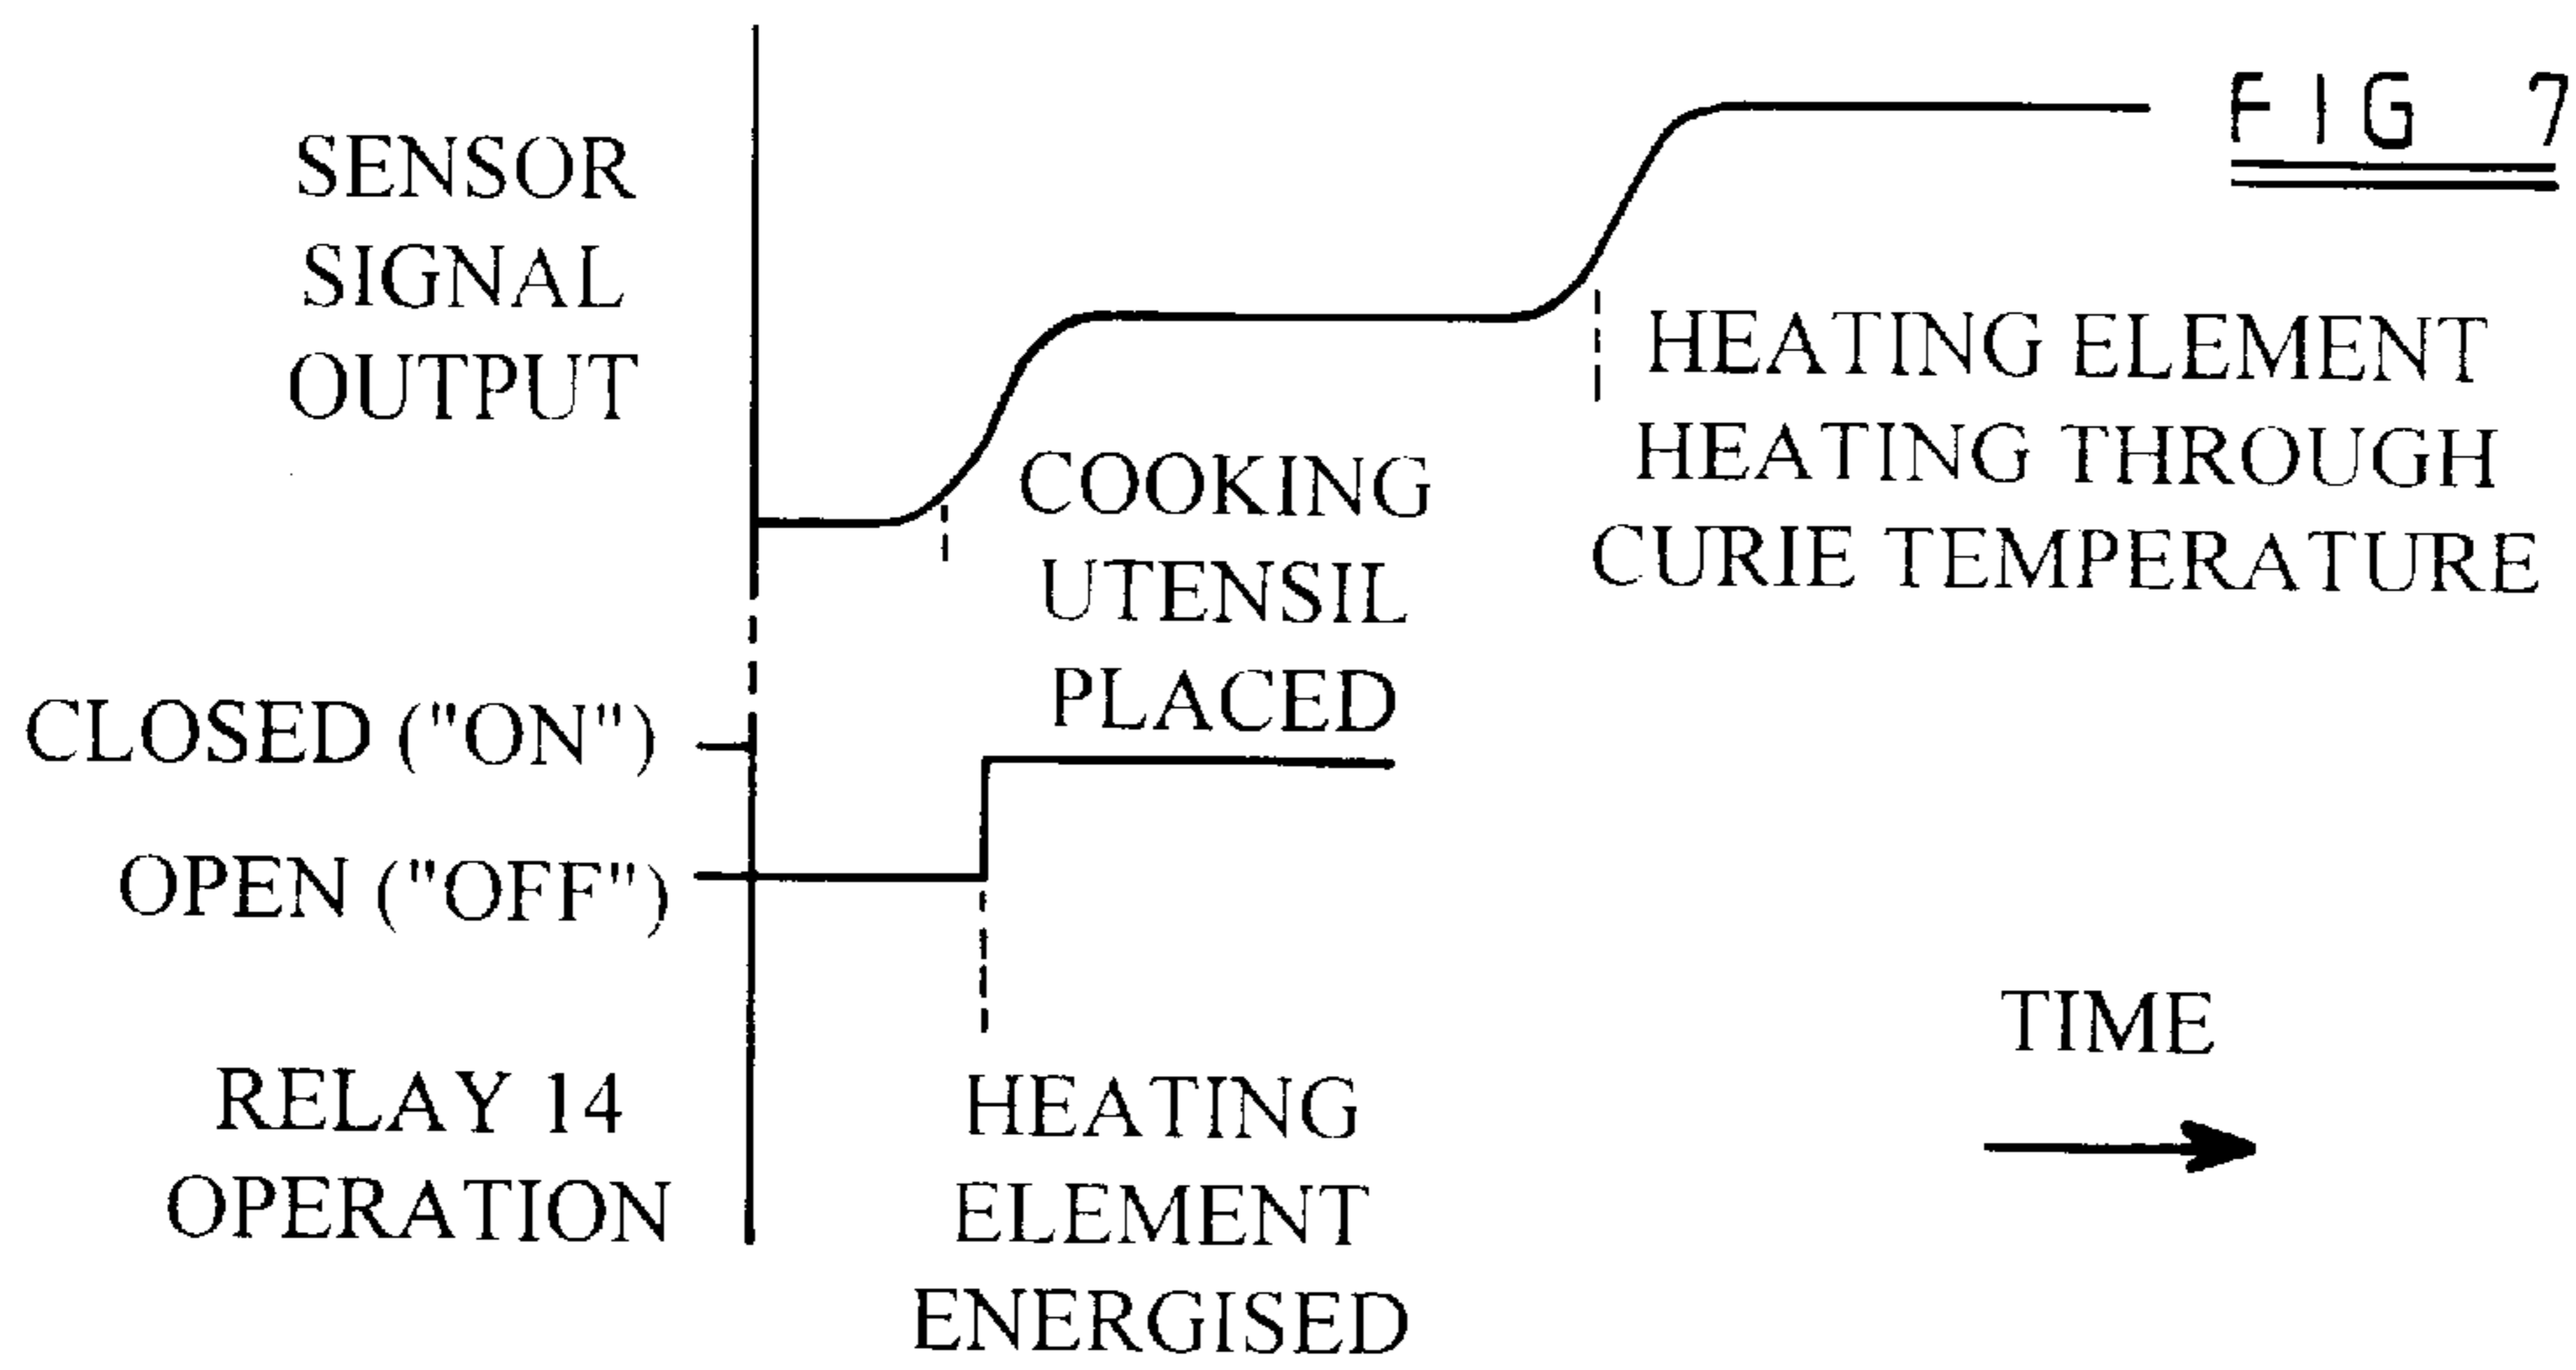 FIG 7
SENSOR
SIGNAL
OUTPUT
HEATING ELEMENT
HEATING THROUGH
CURIE TEMPERATURE
COOKING
UTENSIL
PLACED
CLOSED ("ON")
OPEN ("OFF")
RELAY 14
OPERATION
HEATING
ELEMENT
ENERGISED
TIME